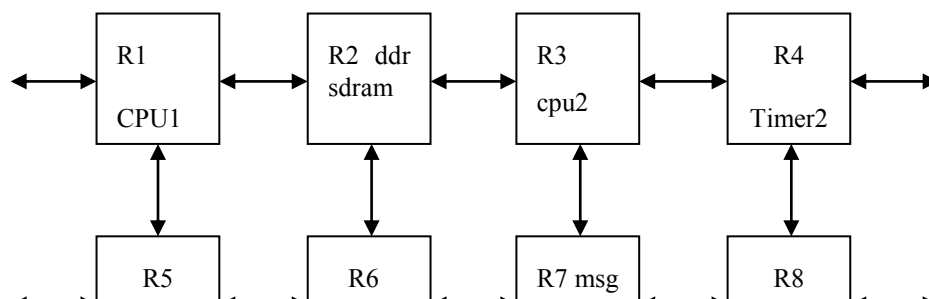 R1
CPU1
R2 ddr
sdram
R3
cpu2
R4
Timer2
R5
R6
R7 msg
R8